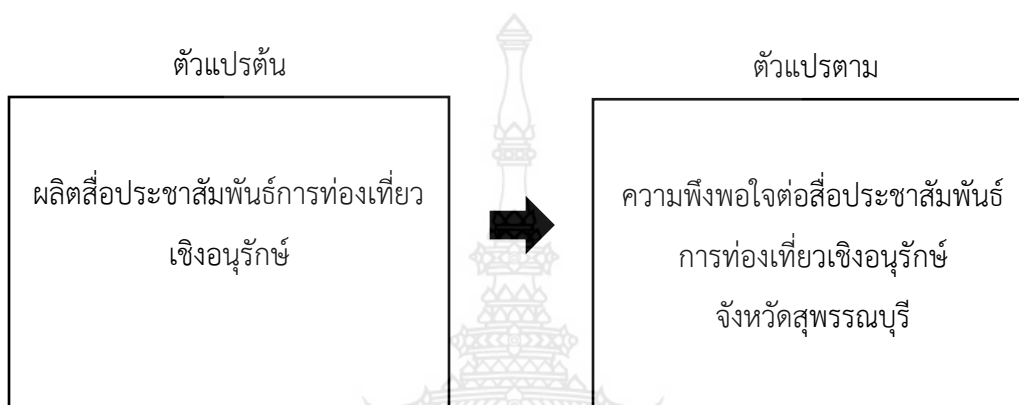 ตัวแปรต้น
ตัวแปรตาม
ผลิตสื่อประชาสัมพันธ์การท่องเที่ยว
เชิงอนุรักษ์
ความพึงพอใจต่อสื่อประชาสัมพันธ์
การท่องเที่ยวเชิงอนุรักษ์
จังหวัดสุพรรณบุรี